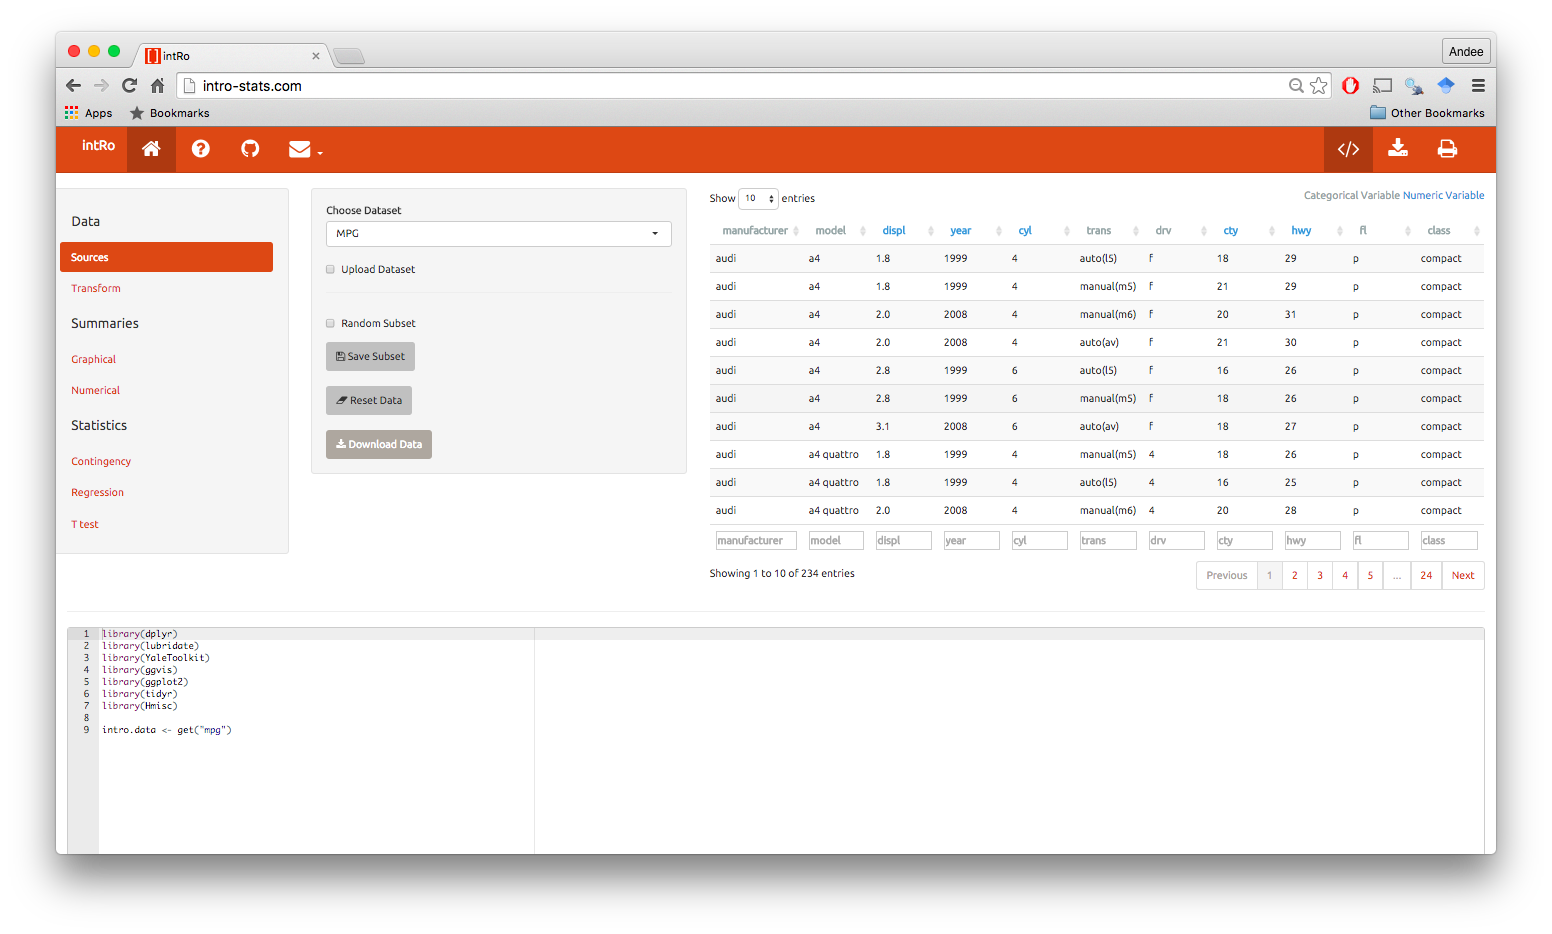 intRo
Andee
intro-stats.com
Apps Bookmarks Other Bookmarks
intRo
Data
Sources
Transform
Summaries
Graphical
Numerical
Statistics
Contingency
Regression
T test
Choose Dataset
MPG
Upload Dataset
Random Subset
Save Subset
Reset Data
Download Data
Show 10 entries
Categorical Variable Numeric Variable
manufacturer model displ year cyl trans drv cty hwy fl class
audi a4 1.8 1999 4 auto(l5) f 18 29 p compact
audi a4 1.8 1999 4 manual(m5) f 21 29 p compact
audi a4 2.0 2008 4 manual(m6) f 20 31 p compact
audi a4 2.0 2008 4 auto(av) f 21 30 p compact
audi a4 2.8 1999 6 auto(l5) f 16 26 p compact
audi a4 2.8 1999 6 manual(m5) f 18 26 p compact
audi a4 3.1 2008 6 auto(av) f 18 27 p compact
audi a4 quattro 1.8 1999 4 manual(m5) 4 18 26 p compact
audi a4 quattro 1.8 1999 4 auto(l5) 4 16 25 p compact
audi a4 quattro 2.0 2008 4 manual(m6) 4 20 28 p compact
manufacturer model displ year cyl trans drv cty hwy fl class
Showing 1 to 10 of 234 entries
Previous 1 2 3 4 5 ... 24 Next
1 library(dplyr)
2 library(lubridate)
3 library(YaleToolkit)
4 library(ggvis)
5 library(ggplot2)
6 library(tidyr)
7 library(Hmisc)
8
9 intro.data <- get("mpg")